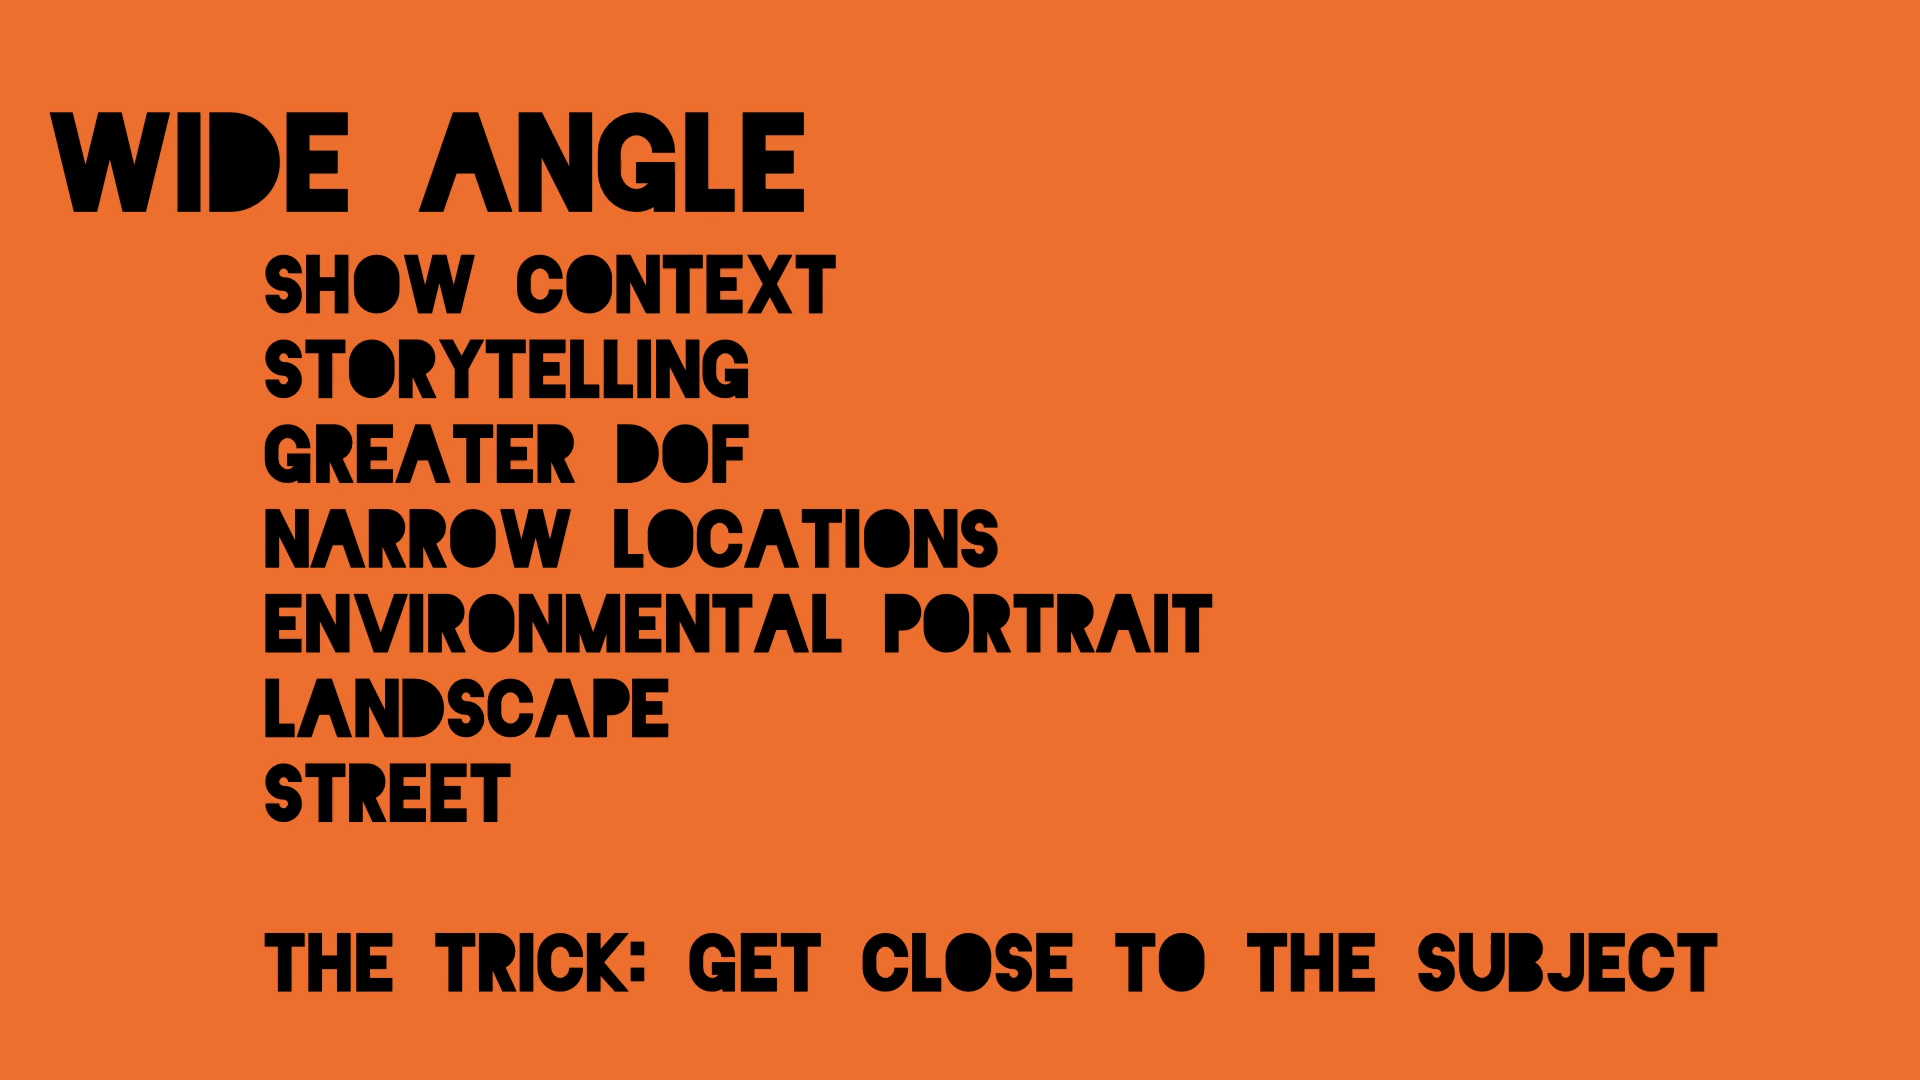 WIDE ANGLE
SHOW CONTEXT
STORYTELLING
GREATER DOF
NARROW LOCATIONS
ENVIRONMENTAL PORTRAIT
LANDSCAPE
STREET
THE TRICK: GET CLOSE TO THE SUBJECT